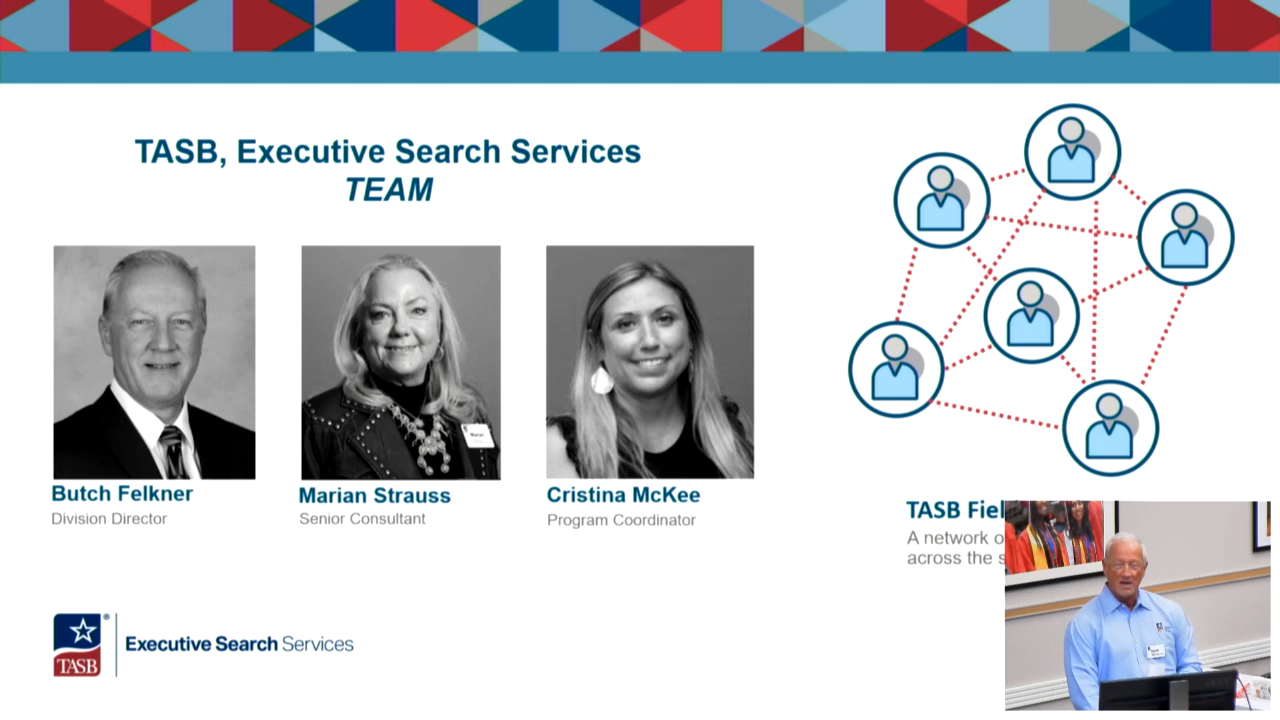 TASB, Executive Search Services
TEAM
Butch Felkner
Division Director
Marian Strauss
Senior Consultant
Cristina McKee
Program Coordinator
TASB
A network
across the
TASB
®
Executive Search Services